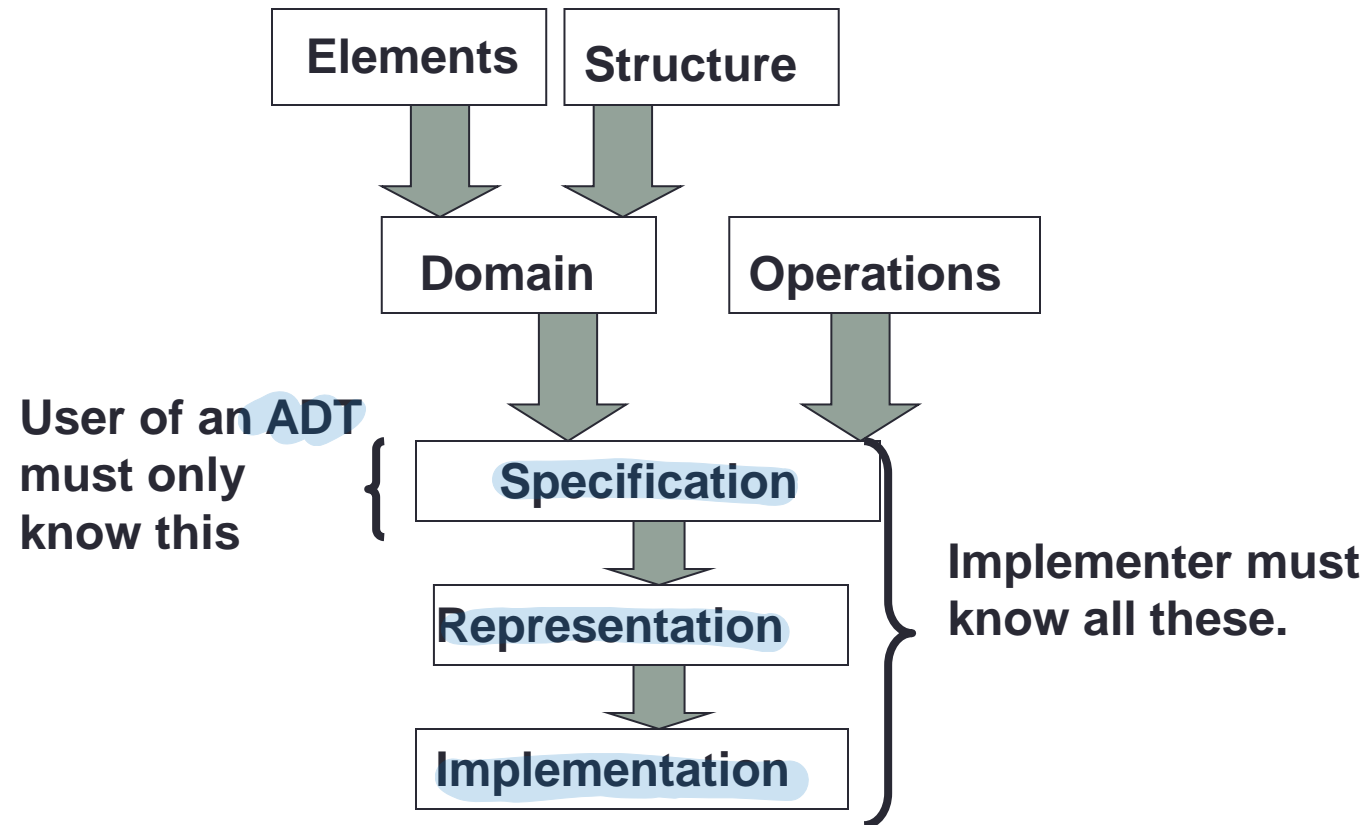 Elements
Structure
Domain
Operations
User of an ADT
must only
know this
Specification
Representation
Implementation
Implementer must
know all these.